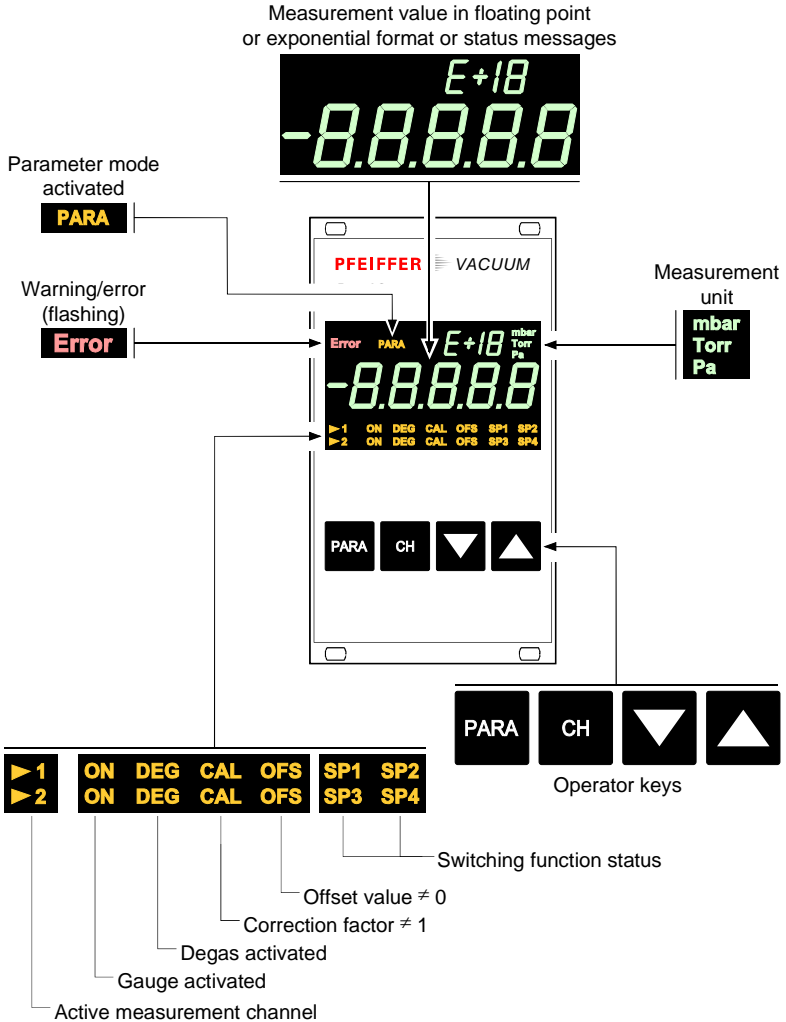 Measurement value in floating point
or exponential format or status messages
E+18
-8.8.8.8.8
Parameter mode
activated
PARA
PFEIFFER VACUUM
Measurement
unit
mbar
Torr
Pa
Warning/error
(flashing)
Error
Error PARA E+18 mbar
Torr
Pa
-8.8.8.8.8
►1 ON DEG CAL OFS SP1 SP2
►2 ON DEG CAL OFS SP3 SP4
PARA CH ▼ ▲
PARA CH ▼ ▲
Operator keys
►1 ON DEG CAL OFS SP1 SP2
►2 ON DEG CAL OFS SP3 SP4
Switching function status
Offset value ≠ 0
Correction factor ≠ 1
Degas activated
Gauge activated
Active measurement channel